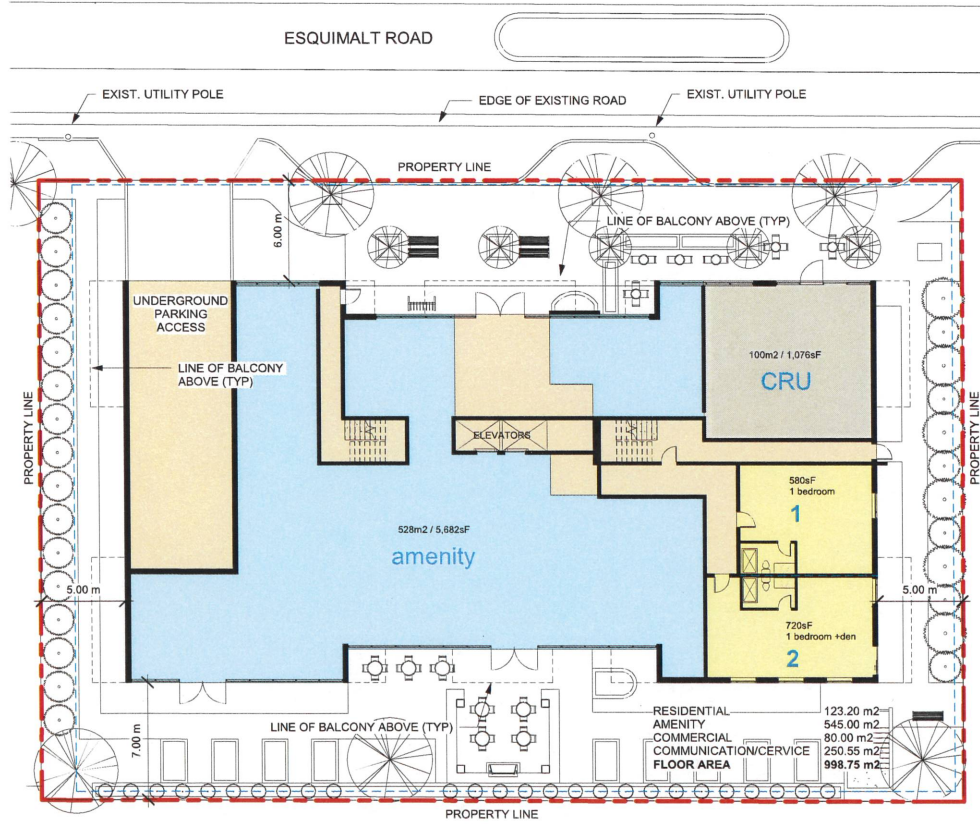 ESQUIMALT ROAD
EXIST. UTILITY POLE
EDGE OF EXISTING ROAD
EXIST. UTILITY POLE
PROPERTY LINE
6.00 m
LINE OF BALCONY ABOVE (TYP)
UNDERGROUND
PARKING
ACCESS
LINE OF BALCONY
ABOVE (TYP)
100m2 / 1,076sF
CRU
PROPERTY LINE
PROPERTY LINE
ELEVATORS
580sF
1 bedroom
1
528m2 / 5,682sF
amenity
5.00 m
5.00 m
720sF
1 bedroom +den
2
7.00 m
LINE OF BALCONY ABOVE (TYP)
RESIDENTIAL 123.20 m2
AMENITY 545.00 m2
COMMERCIAL 80.00 m2
COMMUNICATION/CERVICE 250.55 m2
FLOOR AREA 998.75 m2
PROPERTY LINE